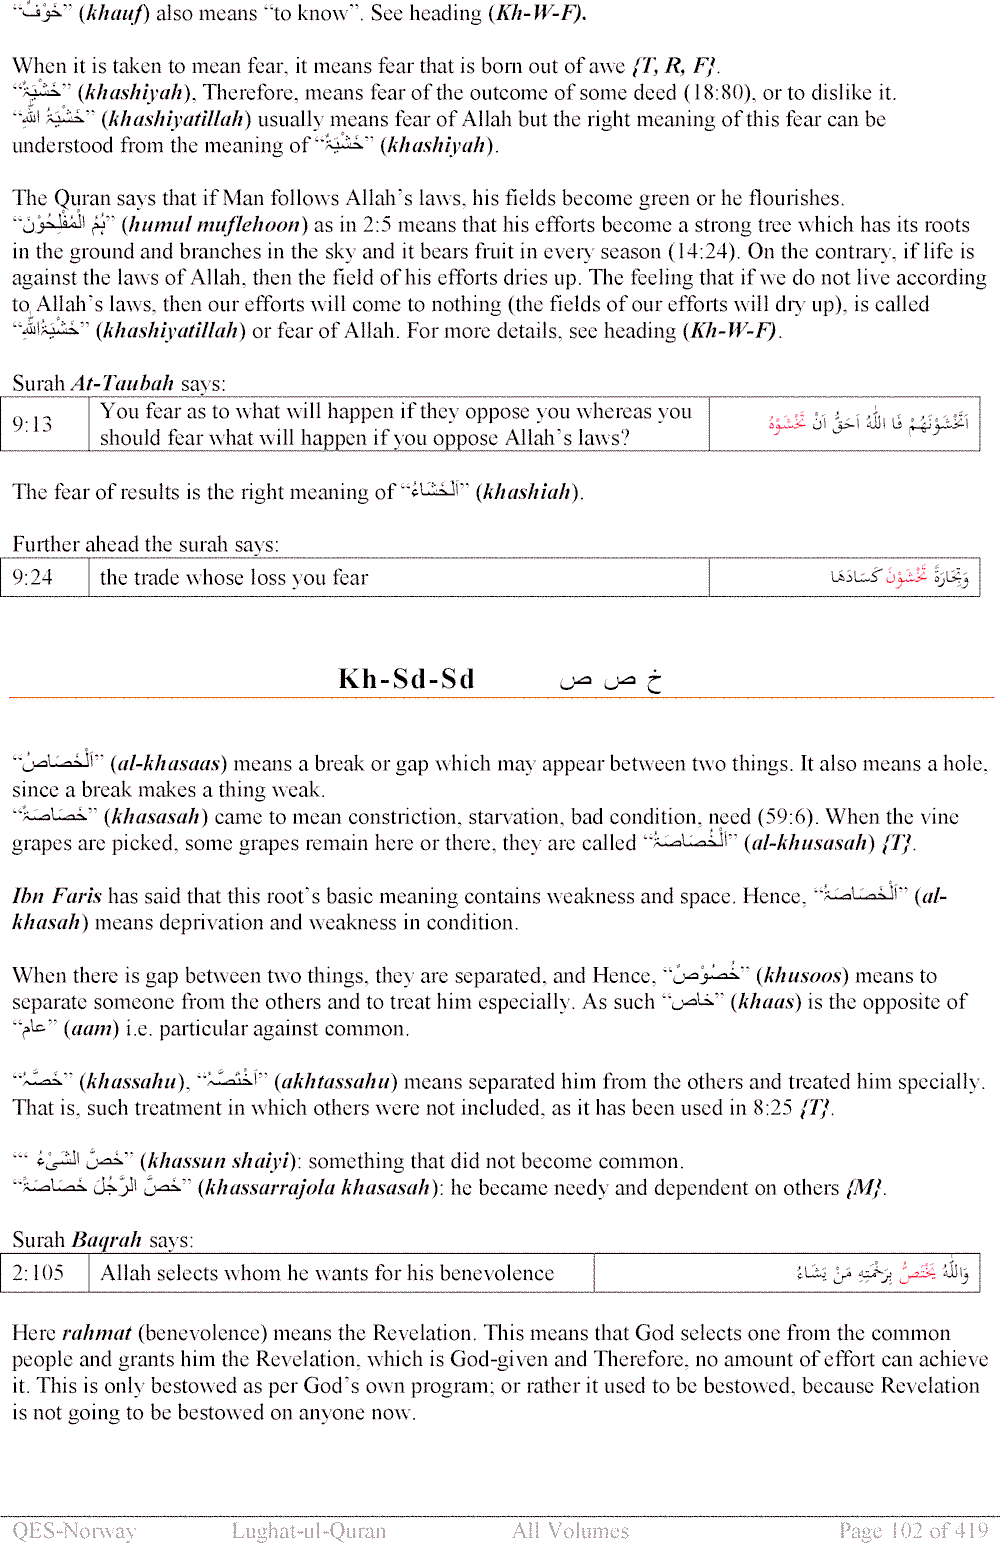 “خَوْفٌ” (khauf) also means “to know”. See heading (Kh-W-F).
When it is taken to mean fear, it means fear that is born out of awe {T, R, F}.
“خَشْيَۃٌ” (khashiyah), Therefore, means fear of the outcome of some deed (18:80), or to dislike it.
“خَشْيَۃُ اللّٰہِ” (khashiyatillah) usually means fear of Allah but the right meaning of this fear can be
understood from the meaning of “خَشْيَۃٌ” (khashiyah).
The Quran says that if Man follows Allah’s laws, his fields become green or he flourishes.
“ہُمُ الْمُفْلِحُوْنَ” (humul muflehoon) as in 2:5 means that his efforts become a strong tree which has its roots
in the ground and branches in the sky and it bears fruit in every season (14:24). On the contrary, if life is
against the laws of Allah, then the field of his efforts dries up. The feeling that if we do not live according
to Allah’s laws, then our efforts will come to nothing (the fields of our efforts will dry up), is called
“خَشْيَۃُاللّٰہِ” (khashiyatillah) or fear of Allah. For more details, see heading (Kh-W-F).
Surah At-Taubah says:
9:13 You fear as to what will happen if they oppose you whereas you should fear what will happen if you oppose Allah’s laws? اَتَخْشَوْنَهُمْ فَا اللّٰهُ اَحَقُّ اَنْ تَخْشَوْهُ
The fear of results is the right meaning of “اَلْخَشَاءُ” (khashiah).
Further ahead the surah says:
9:24 the trade whose loss you fear وَتِجَارَةً تَخْشَوْنَ كَسَادَهَا
Kh-Sd-Sd خ ص ص
“اَلْخَصَاصُ” (al-khasaas) means a break or gap which may appear between two things. It also means a hole,
since a break makes a thing weak.
“خَصَاصَۃٌ” (khasasah) came to mean constriction, starvation, bad condition, need (59:6). When the vine
grapes are picked, some grapes remain here or there, they are called “اَلْخُصَاصَۃُ” (al-khusasah) {T}.
Ibn Faris has said that this root’s basic meaning contains weakness and space. Hence, “اَلْخَصَاصَۃُ” (al-
khasah) means deprivation and weakness in condition.
When there is gap between two things, they are separated, and Hence, “خُصُوْصٌ” (khusoos) means to
separate someone from the others and to treat him especially. As such “خاص” (khaas) is the opposite of
“عام” (aam) i.e. particular against common.
“خَصَّہٗ” (khassahu), “اَخْتَصَّہٗ” (akhtassahu) means separated him from the others and treated him specially.
That is, such treatment in which others were not included, as it has been used in 8:25 {T}.
“‘ خَصَّ الشَّیْءُ” (khassun shaiyi): something that did not become common.
“خَصَّ الرَّجُلَ خَصَاصَۃً” (khassarrajola khasasah): he became needy and dependent on others {M}.
Surah Baqrah says:
2:105 Allah selects whom he wants for his benevolence وَاللّٰهُ يَخْتَصُّ بِرَحْمَتِهِ مَنْ يَشَاءُ
Here rahmat (benevolence) means the Revelation. This means that God selects one from the common
people and grants him the Revelation, which is God-given and Therefore, no amount of effort can achieve
it. This is only bestowed as per God’s own program; or rather it used to be bestowed, because Revelation
is not going to be bestowed on anyone now.
QES-Norway Lughat-ul-Quran All Volumes Page 102 of 419